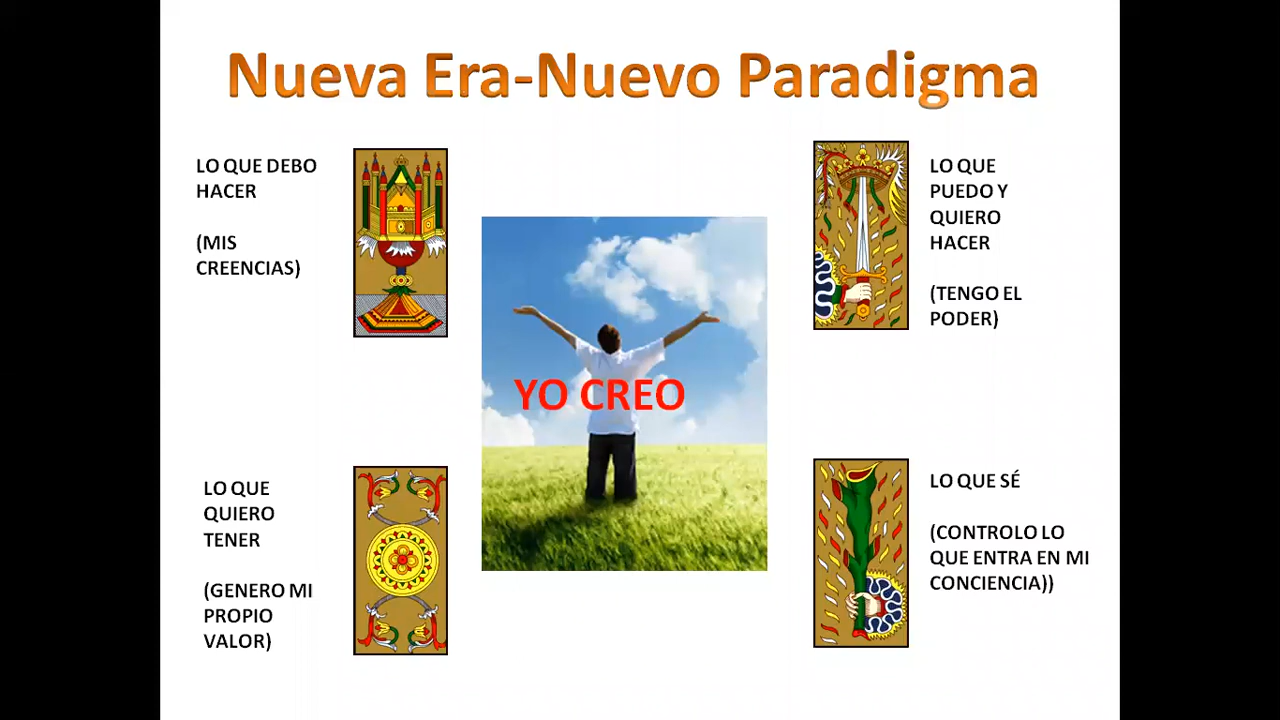 Nueva Era-Nuevo Paradigma
LO QUE DEBO
HACER
(MIS
CREENCIAS)
LO QUE
PUEDO Y
QUIERO
HACER
(TENGO EL
PODER)
YO CREO
LO QUE
QUIERO
TENER
(GENERO MI
PROPIO
VALOR)
LO QUE SÉ
(CONTROLO LO
QUE ENTRA EN MI
CONCIENCIA))